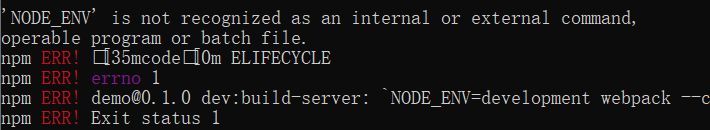 'NODE_ENV' is not recognized as an internal or external command,
operable program or batch file.
npm ERR! □[35mcode□[0m ELIFECYCLE
npm ERR! errno 1
npm ERR! demo@0.1.0 dev:build-server: `NODE_ENV=development webpack --c
npm ERR! Exit status 1